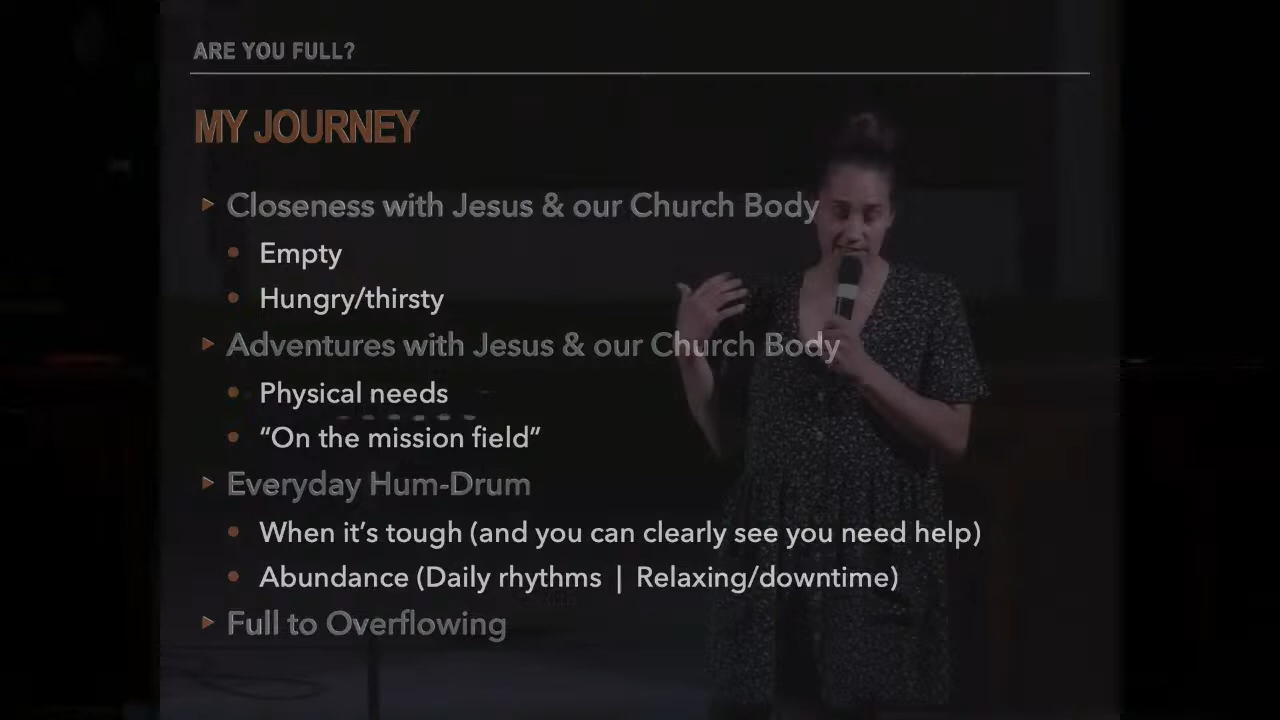 ARE YOU FULL?
MY JOURNEY
▸ Closeness with Jesus & our Church Body
• Empty
• Hungry/thirsty
▸ Adventures with Jesus & our Church Body
• Physical needs
• “On the mission field”
▸ Everyday Hum-Drum
• When it’s tough (and you can clearly see you need help)
• Abundance (Daily rhythms | Relaxing/downtime)
▸ Full to Overflowing